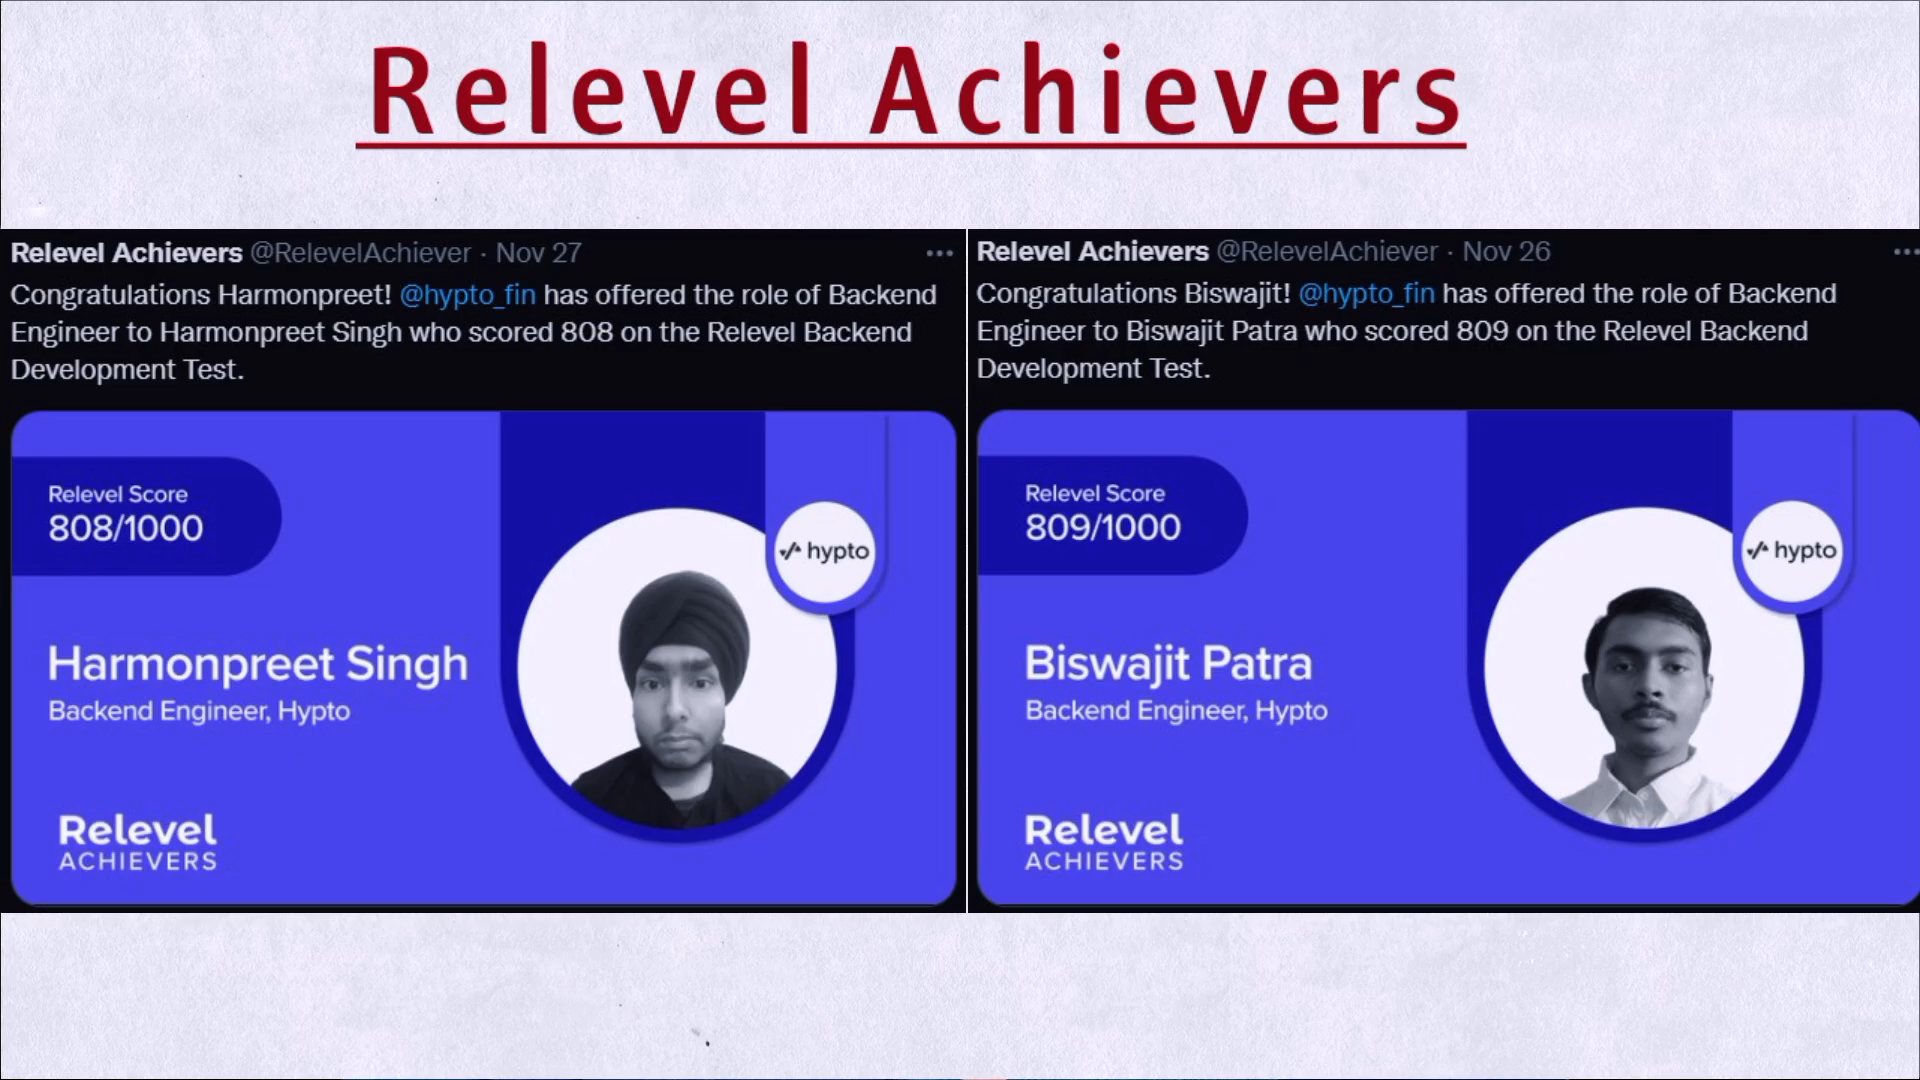 Relevel Achievers
Relevel Achievers @RelevelAchiever · Nov 27
Congratulations Harmonpreet! @hypto_fin has offered the role of Backend
Engineer to Harmonpreet Singh who scored 808 on the Relevel Backend
Development Test.
Relevel Score
808/1000
hypto
Harmonpreet Singh
Backend Engineer, Hypto
Relevel
ACHIEVERS
Relevel Achievers @RelevelAchiever · Nov 26
Congratulations Biswajit! @hypto_fin has offered the role of Backend
Engineer to Biswajit Patra who scored 809 on the Relevel Backend
Development Test.
Relevel Score
809/1000
hypto
Biswajit Patra
Backend Engineer, Hypto
Relevel
ACHIEVERS